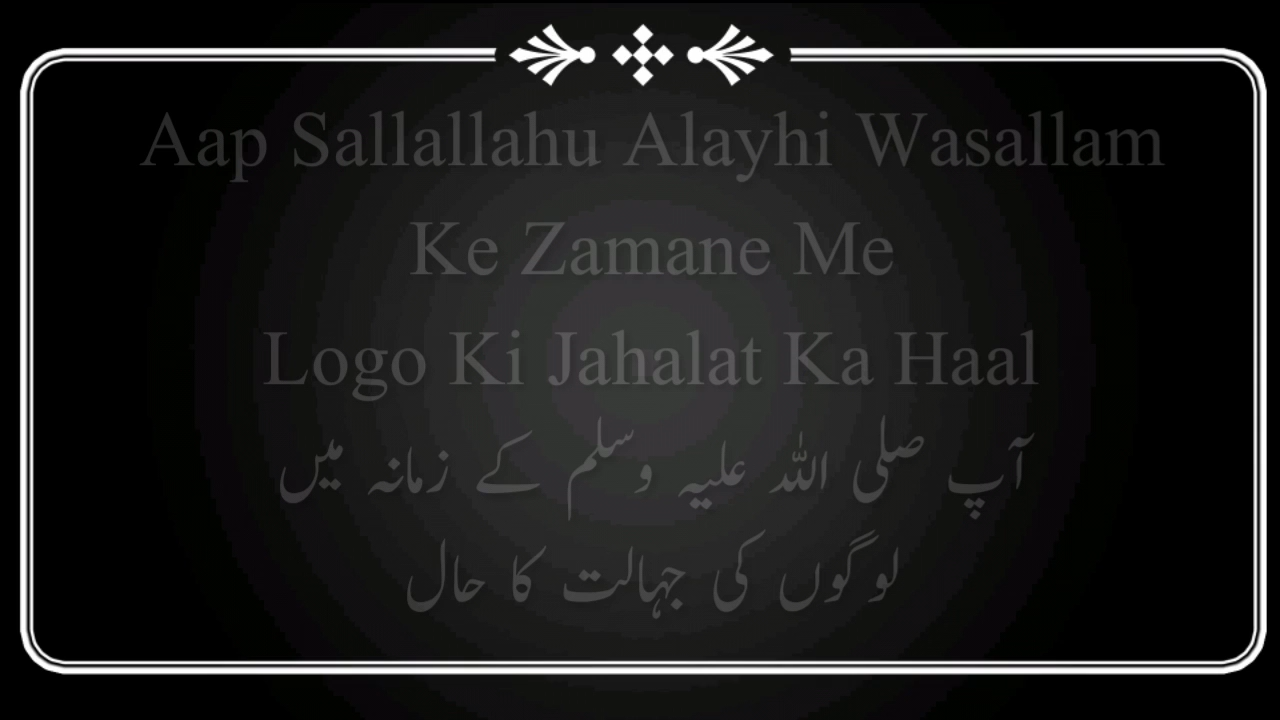 Aap Sallallahu Alayhi Wasallam
Ke Zamane Me
Logo Ki Jahalat Ka Haal
آپ صلی اللہ علیہ وسلم کے زمانہ میں
لوگوں کی جہالت کا حال